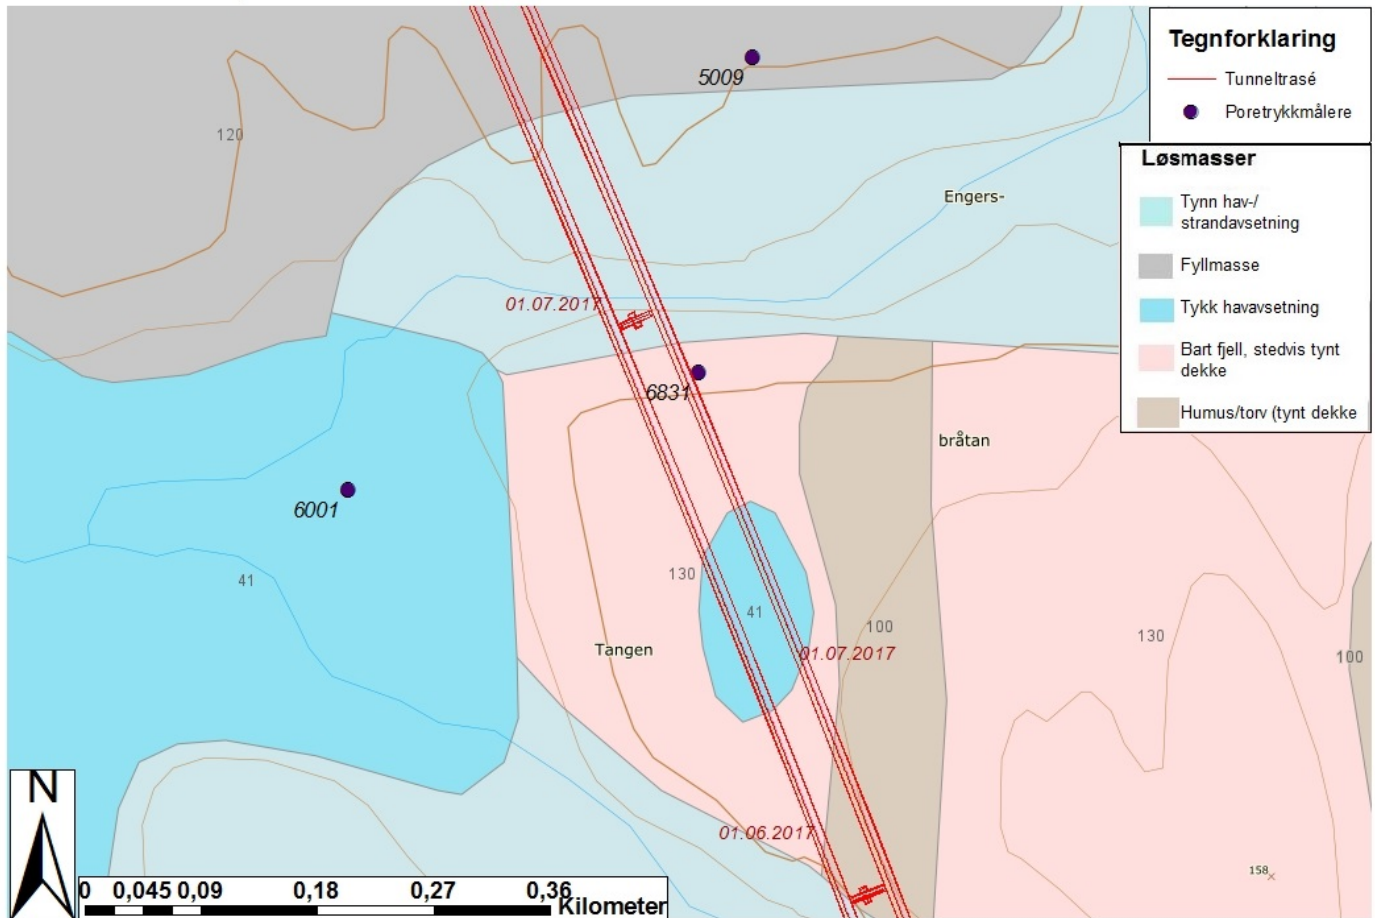 Tegnforklaring
Tunneltrasé
Poretrykkmålere
Løsmasser
Tynn hav-/
strandavsetning
Fyllmasse
Tykk havavsetning
Bart fjell, stedvis tynt
dekke
Humus/torv (tynt dekke
5009
120
Engers-
01.07.2017
6831
bråtan
6001
41
130
41
100
130
100
Tangen
01.07.2017
01.06.2017
158
N
0 0,045 0,09 0,18 0,27 0,36
Kilometer